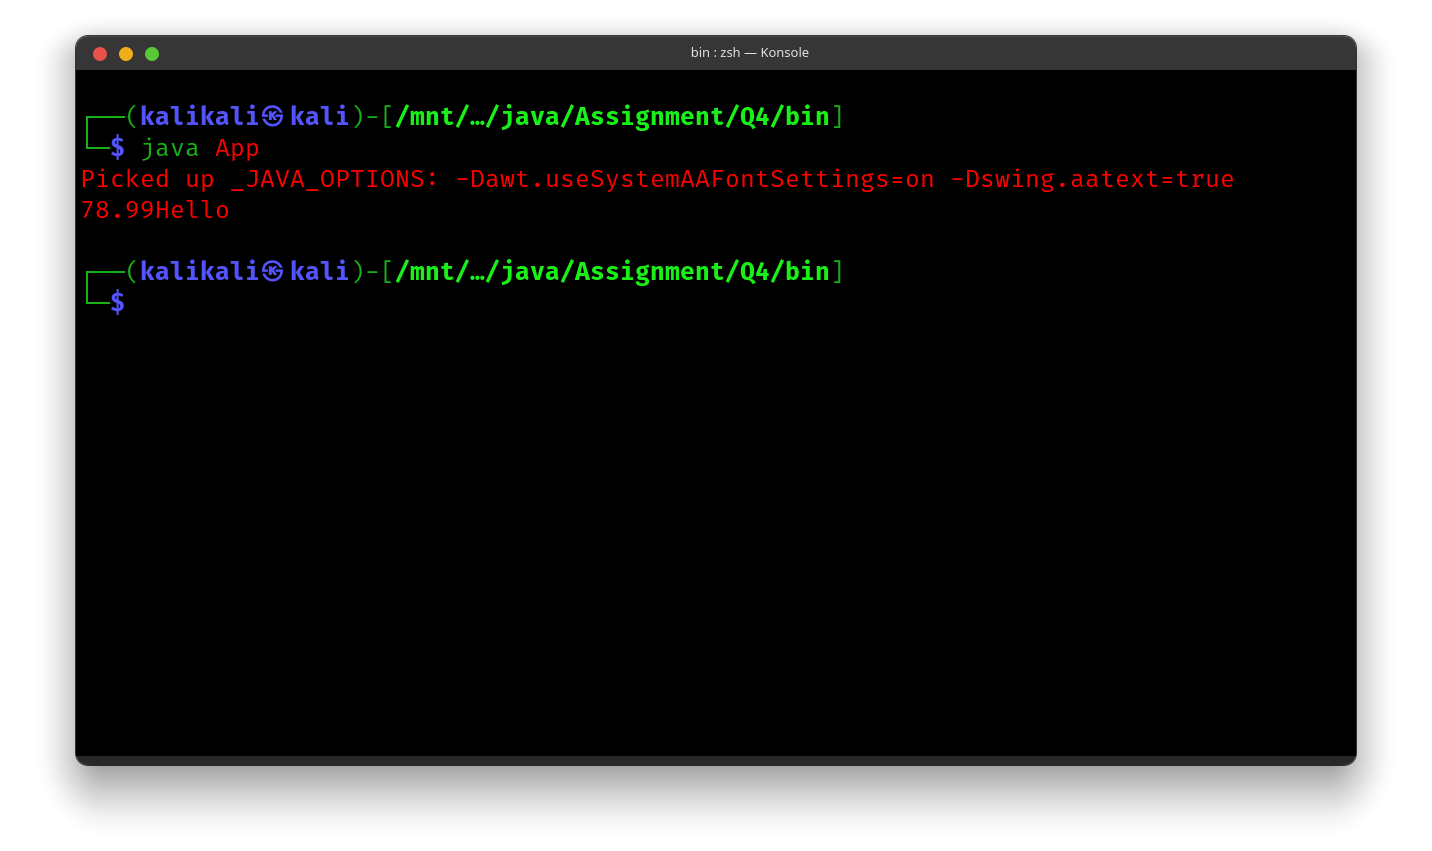 bin : zsh — Konsole
┌──(kalikali㉿kali)-[/mnt/…/java/Assignment/Q4/bin]
└─$ java App
Picked up _JAVA_OPTIONS: -Dawt.useSystemAAFontSettings=on -Dswing.aatext=true
78.99Hello
┌──(kalikali㉿kali)-[/mnt/…/java/Assignment/Q4/bin]
└─$